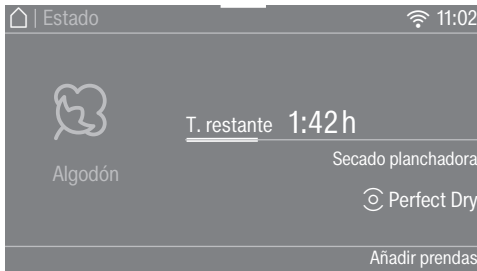 | Estado
11:02
T. restante 1:42 h
Secado planchadora
Algodón
Perfect Dry
Añadir prendas